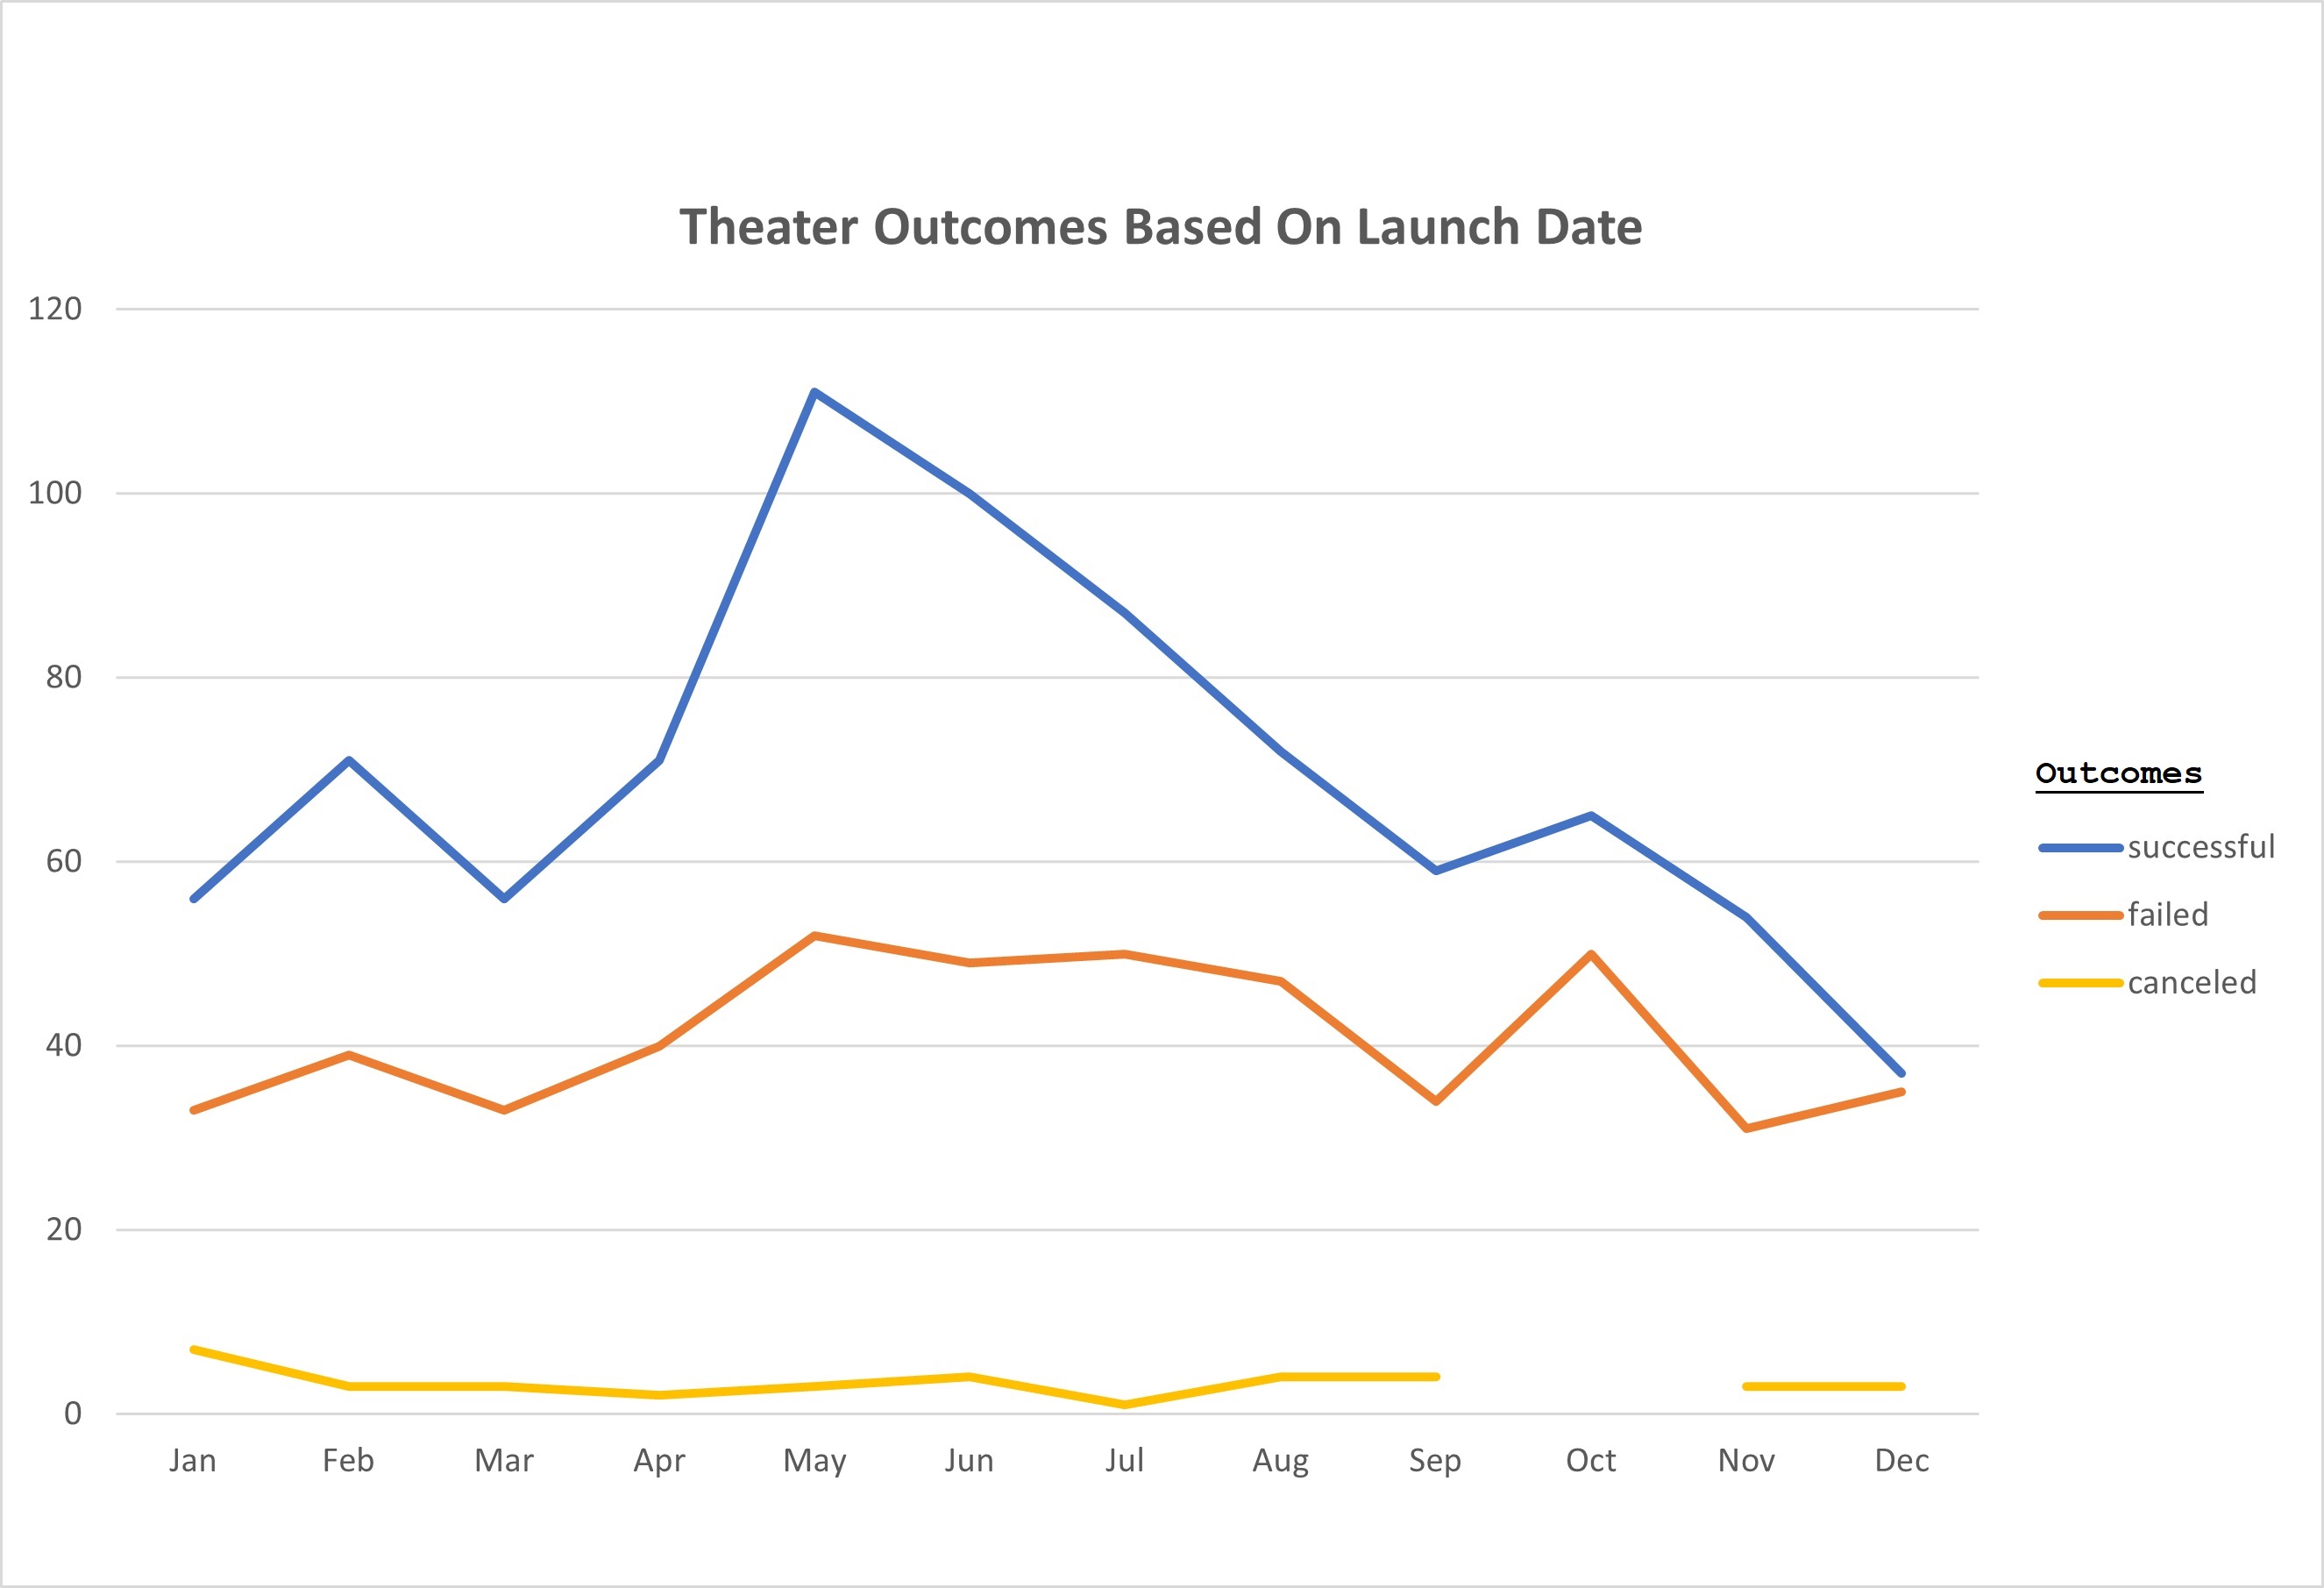 Theater Outcomes Based On Launch Date
120
100
80
60
40
20
0
Jan Feb Mar Apr May Jun Jul Aug Sep Oct Nov Dec
Outcomes
successful
failed
canceled